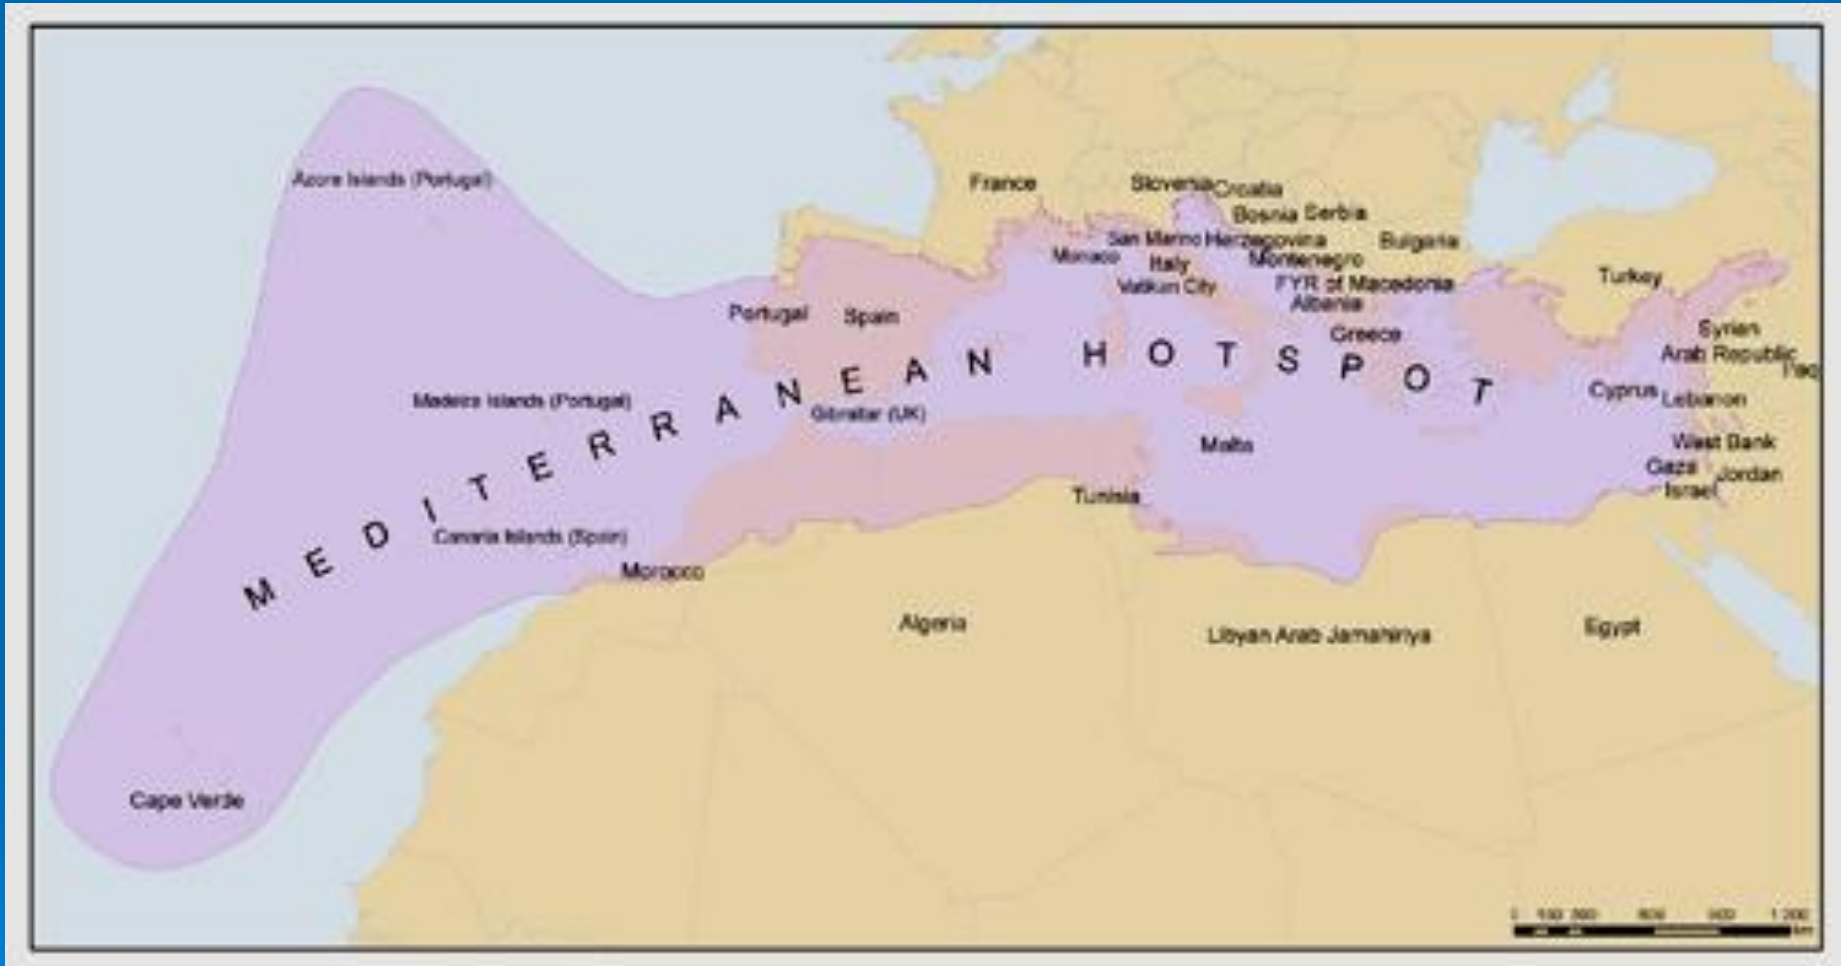 Azore Islands (Portugal)
France
Slovenia
Croatia
Bosnia
Serbia
San Marino
Herzegovina
Bulgaria
Monaco
Italy
Montenegro
Vatikan City
FYR of Macedonia
Albania
Turkey
Portugal
Spain
Greece
Syrian
Arab Republic
MEDITERRANEAN HOTSPOT
Madeira Islands (Portugal)
Gibraltar (UK)
Cyprus
Lebanon
Malta
West Bank
Gaza
Jordan
Israel
Tunisia
Canaria Islands (Spain)
Morocco
Algeria
Libyan Arab Jamahiriya
Egypt
Cape Verde